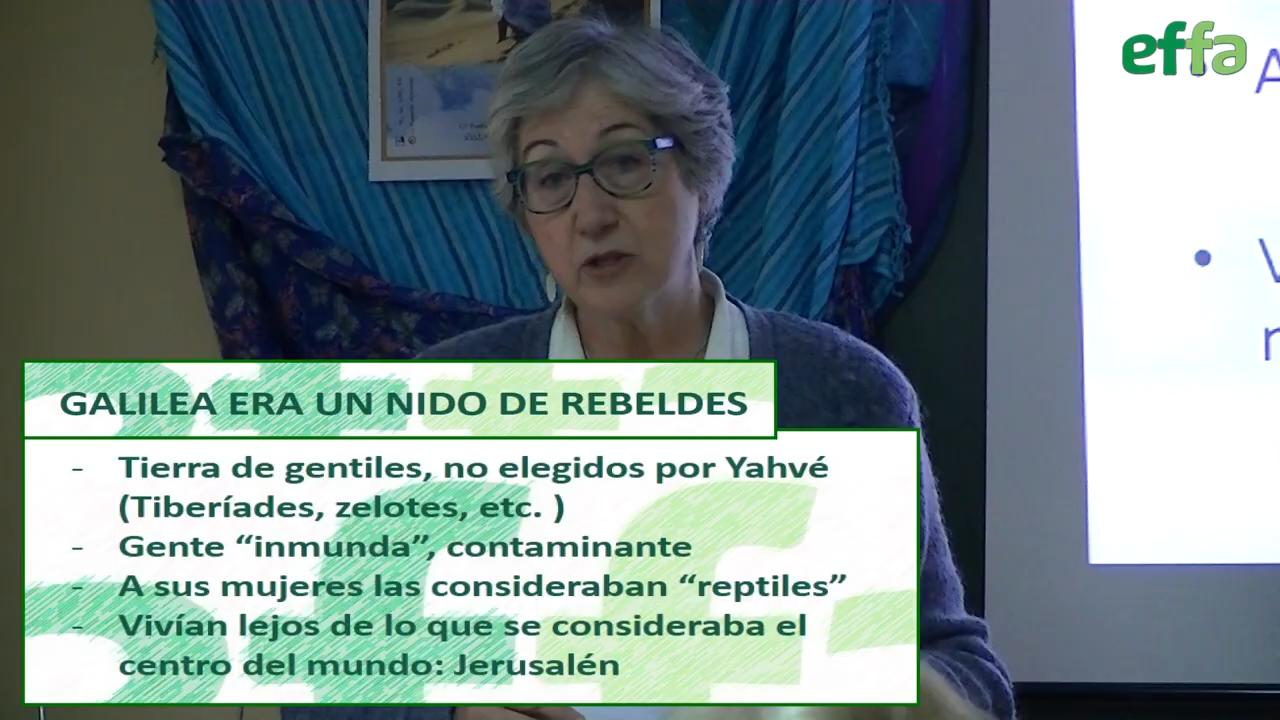 effa
GALILEA ERA UN NIDO DE REBELDES
- Tierra de gentiles, no elegidos por Yahvé
(Tiberíades, zelotes, etc. )
- Gente “inmunda”, contaminante
- A sus mujeres las consideraban “reptiles”
- Vivían lejos de lo que se consideraba el
centro del mundo: Jerusalén